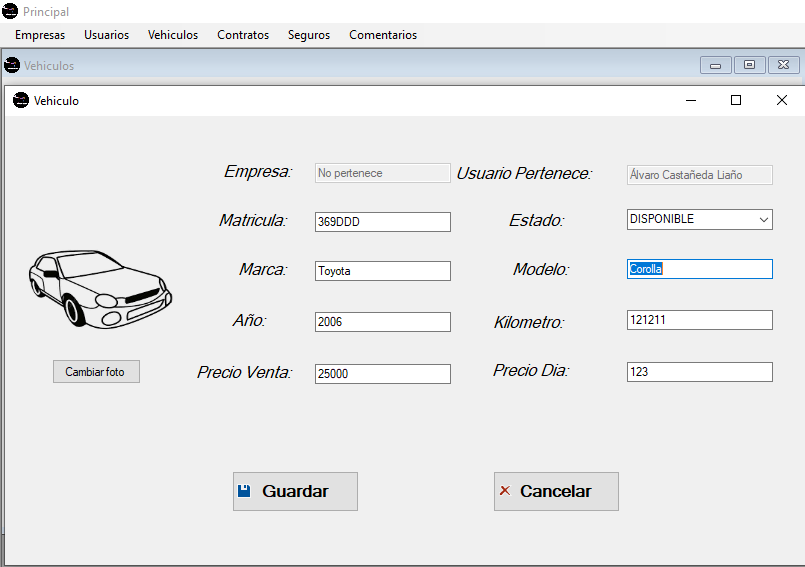 Principal
Empresas Usuarios Vehiculos Contratos Seguros Comentarios
Vehiculos
Vehiculo
Empresa: No pertenece Usuario Pertenece: Álvaro Castañeda Liaño
Matricula: 369DDD Estado: DISPONIBLE
Marca: Toyota Modelo: Corolla
Año: 2006 Kilometro: 121211
Cambiar foto Precio Venta: 25000 Precio Dia: 123
Guardar Cancelar